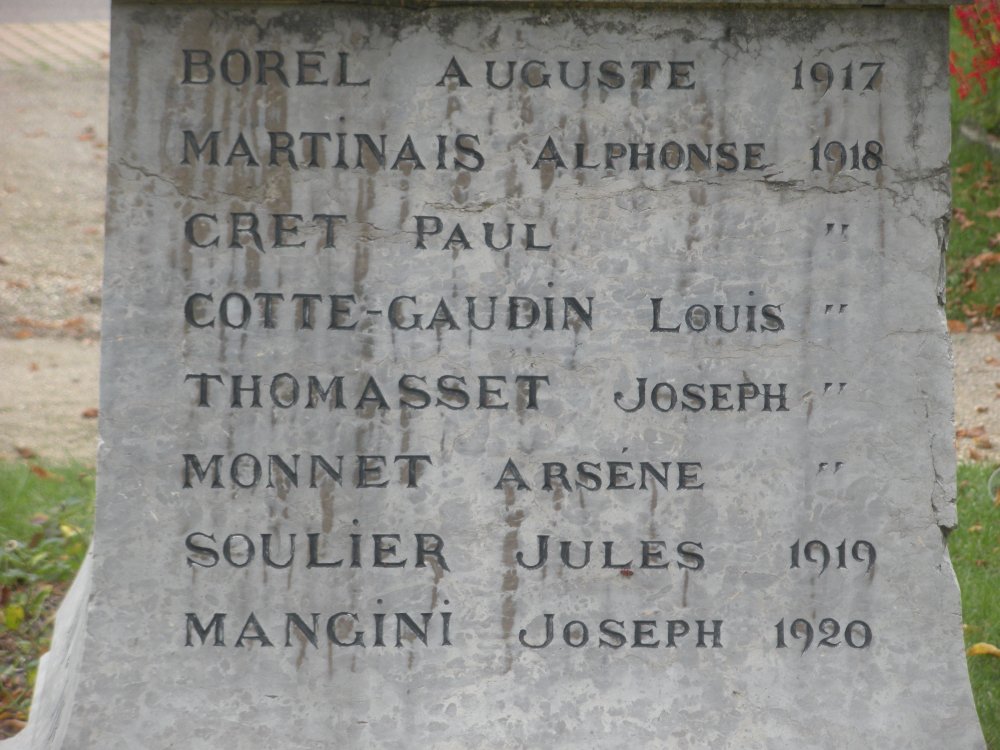 BOREL AUGUSTE 1917
MARTINAIS ALPHONSE 1918
CRET PAUL "
COTTE-GAUDIN LOUIS "
THOMASSET JOSEPH "
MONNET ARSÉNE "
SOULIER JULES 1919
MANGINI JOSEPH 1920